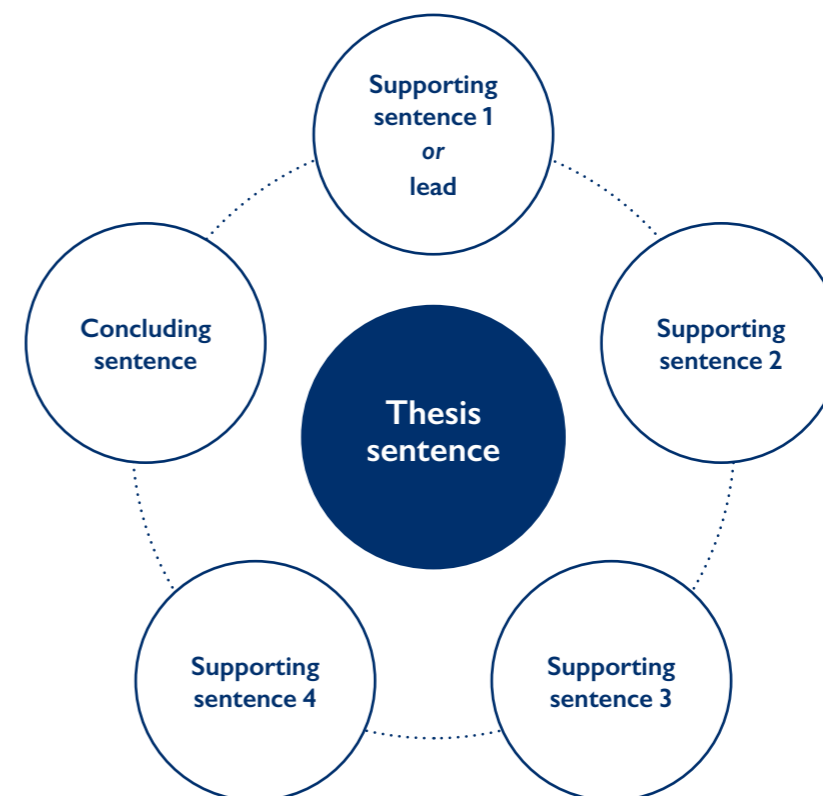 Supporting
sentence 1
or
lead
Concluding
sentence
Supporting
sentence 2
Thesis
sentence
Supporting
sentence 4
Supporting
sentence 3